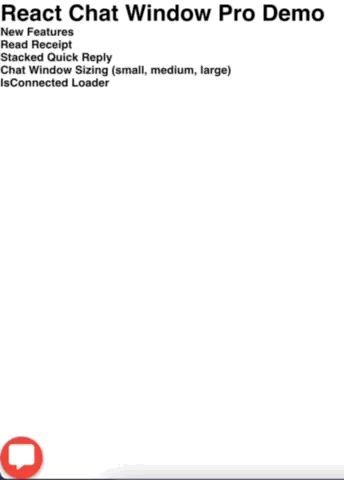 React Chat Window Pro Demo
New Features
Read Receipt
Stacked Quick Reply
Chat Window Sizing (small, medium, large)
IsConnected Loader